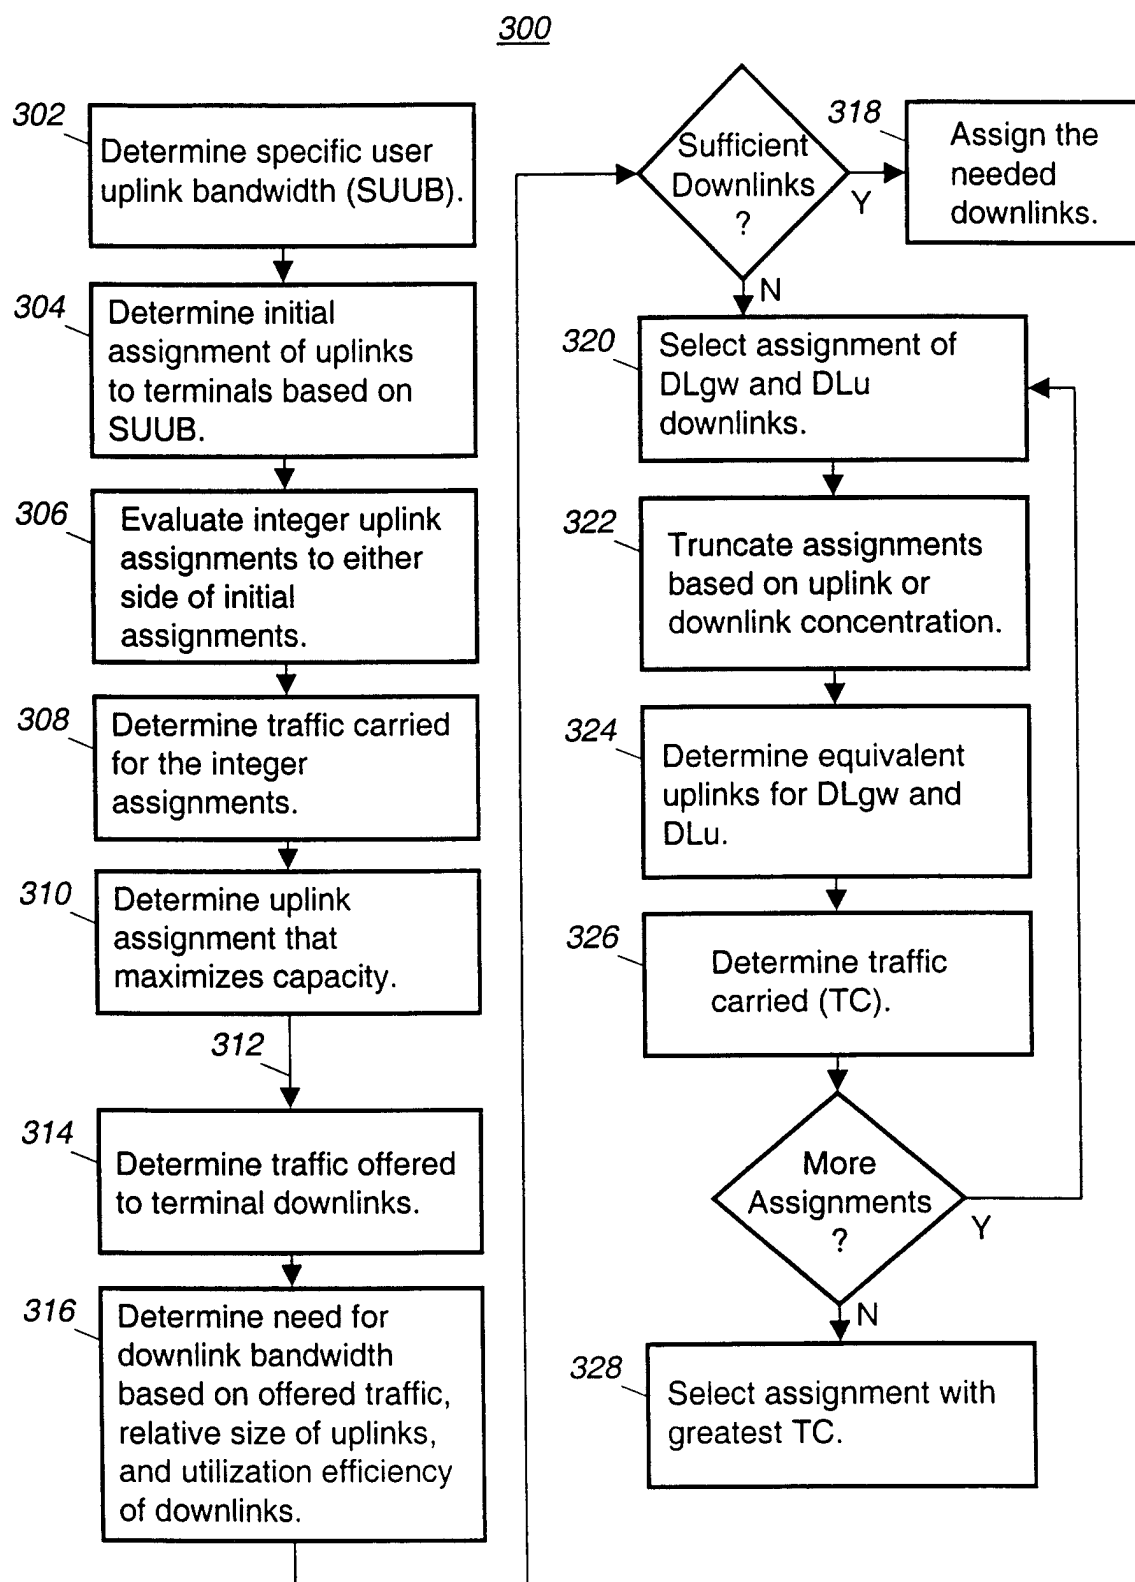 300
302
Determine specific user
uplink bandwidth (SUUB).
304
Determine initial
assignment of uplinks
to terminals based on
SUUB.
306
Evaluate integer uplink
assignments to either
side of initial
assignments.
308
Determine traffic carried
for the integer
assignments.
310
Determine uplink
assignment that
maximizes capacity.
312
314
Determine traffic offered
to terminal downlinks.
316
Determine need for
downlink bandwidth
based on offered traffic,
relative size of uplinks,
and utilization efficiency
of downlinks.
Sufficient
Downlinks
?
Y
N
318
Assign the
needed
downlinks.
320
Select assignment of
DLgw and DLu
downlinks.
322
Truncate assignments
based on uplink or
downlink concentration.
324
Determine equivalent
uplinks for DLgw and
DLu.
326
Determine traffic
carried (TC).
More
Assignments
?
Y
N
328
Select assignment with
greatest TC.